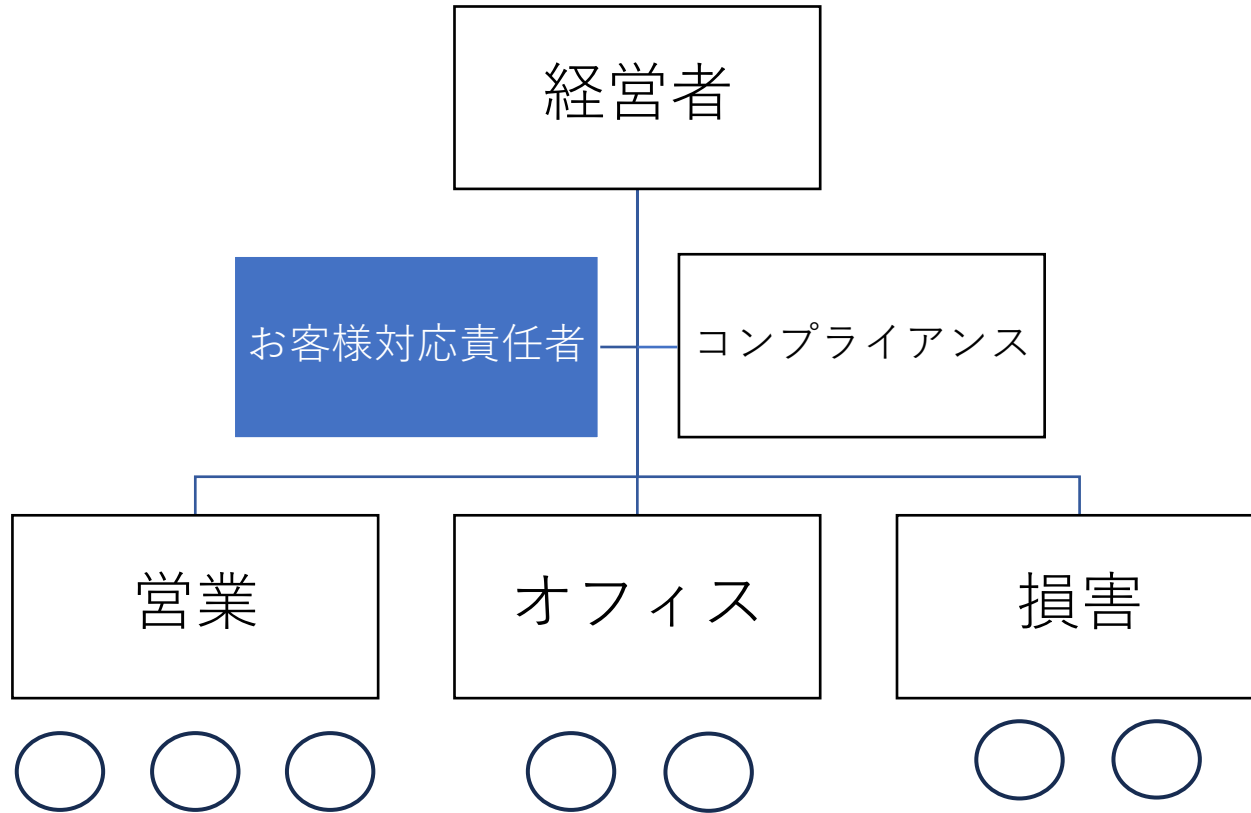 経営者
お客様対応責任者
コンプライアンス
営業
オフィス
損害